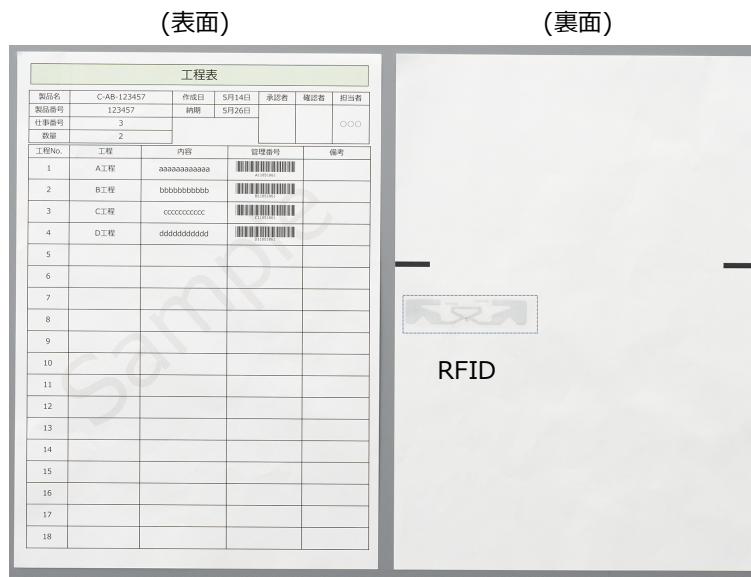 (表面)
(裏面)
工程表
製品名 C-AB-123457 作成日 5月14日 承認者 確認者 担当者
製品番号 123457 納期 5月26日
仕事番号 3 ○○○
数量 2
工程No. 工程 内容 管理番号 備考
1 A工程 aaaaaaaaaaaa
2 B工程 bbbbbbbbbbb
3 C工程 ccccccccccc
4 D工程 ddddddddddd
5
6
7
8
9
10
11
12
13
14
15
16
17
18
Sample
RFID